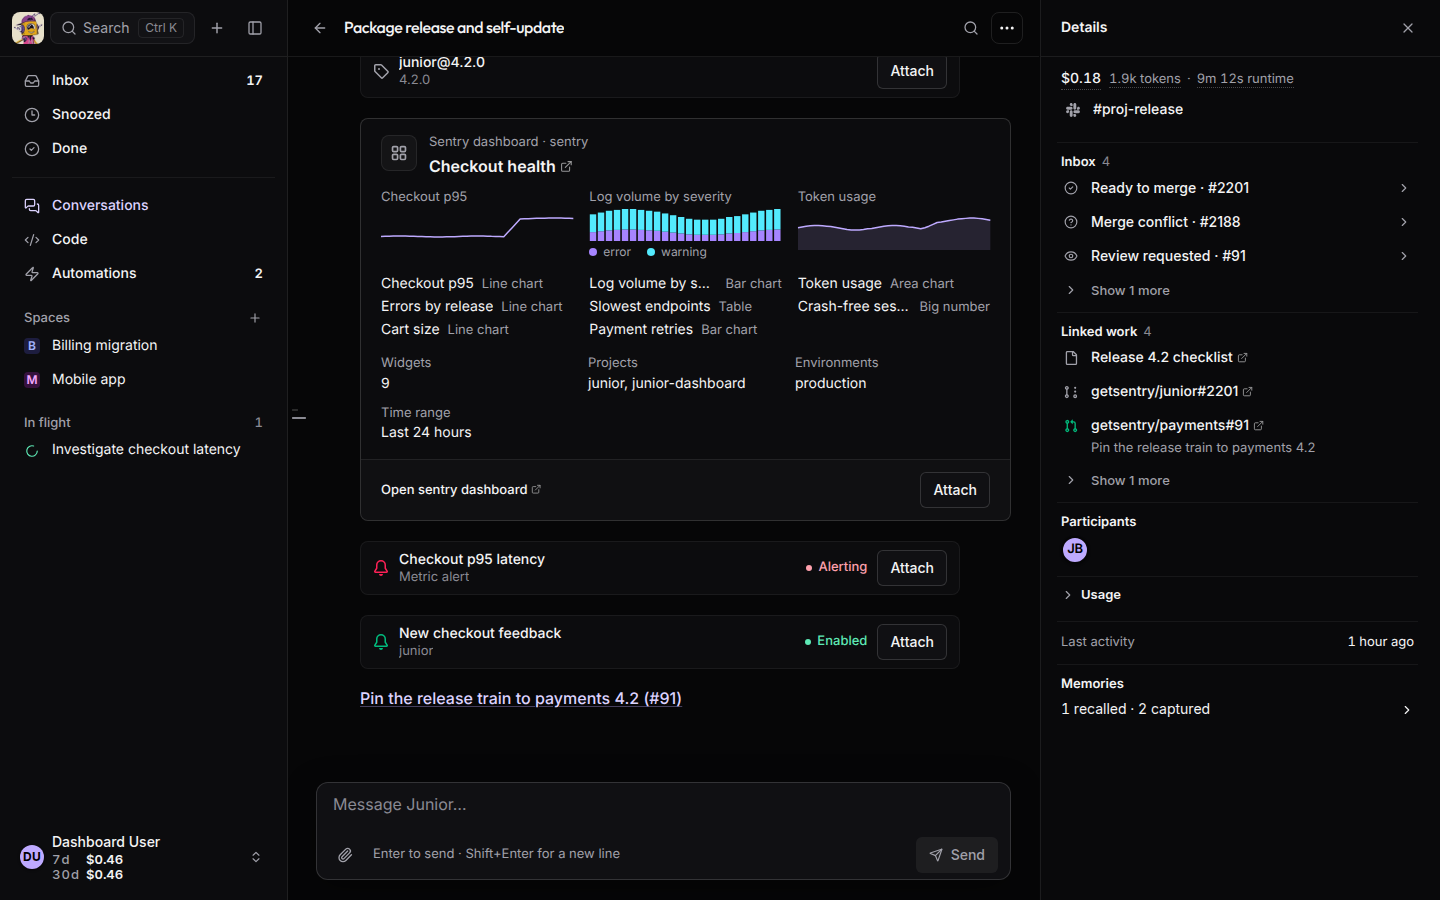 Search Ctrl K
Inbox 17
Snoozed
Done
Conversations
Code
Automations 2
Spaces
B Billing migration
M Mobile app
In flight 1
Investigate checkout latency
DU Dashboard User
7d $0.46
30d $0.46
Package release and self-update
junior@4.2.0
4.2.0
Attach
Sentry dashboard · sentry
Checkout health
Checkout p95
Log volume by severity
error warning
Token usage
Checkout p95 Line chart
Log volume by s... Bar chart
Token usage Area chart
Errors by release Line chart
Slowest endpoints Table
Crash-free ses... Big number
Cart size Line chart
Payment retries Bar chart
Widgets
9
Projects
junior, junior-dashboard
Environments
production
Time range
Last 24 hours
Open sentry dashboard
Attach
Checkout p95 latency
Metric alert
Alerting
Attach
New checkout feedback
junior
Enabled
Attach
Pin the release train to payments 4.2 (#91)
Message Junior...
Enter to send · Shift+Enter for a new line
Send
Details
$0.18 1.9k tokens · 9m 12s runtime
#proj-release
Inbox 4
Ready to merge · #2201
Merge conflict · #2188
Review requested · #91
Show 1 more
Linked work 4
Release 4.2 checklist
getsentry/junior#2201
getsentry/payments#91
Pin the release train to payments 4.2
Show 1 more
Participants
JB
Usage
Last activity 1 hour ago
Memories
1 recalled · 2 captured